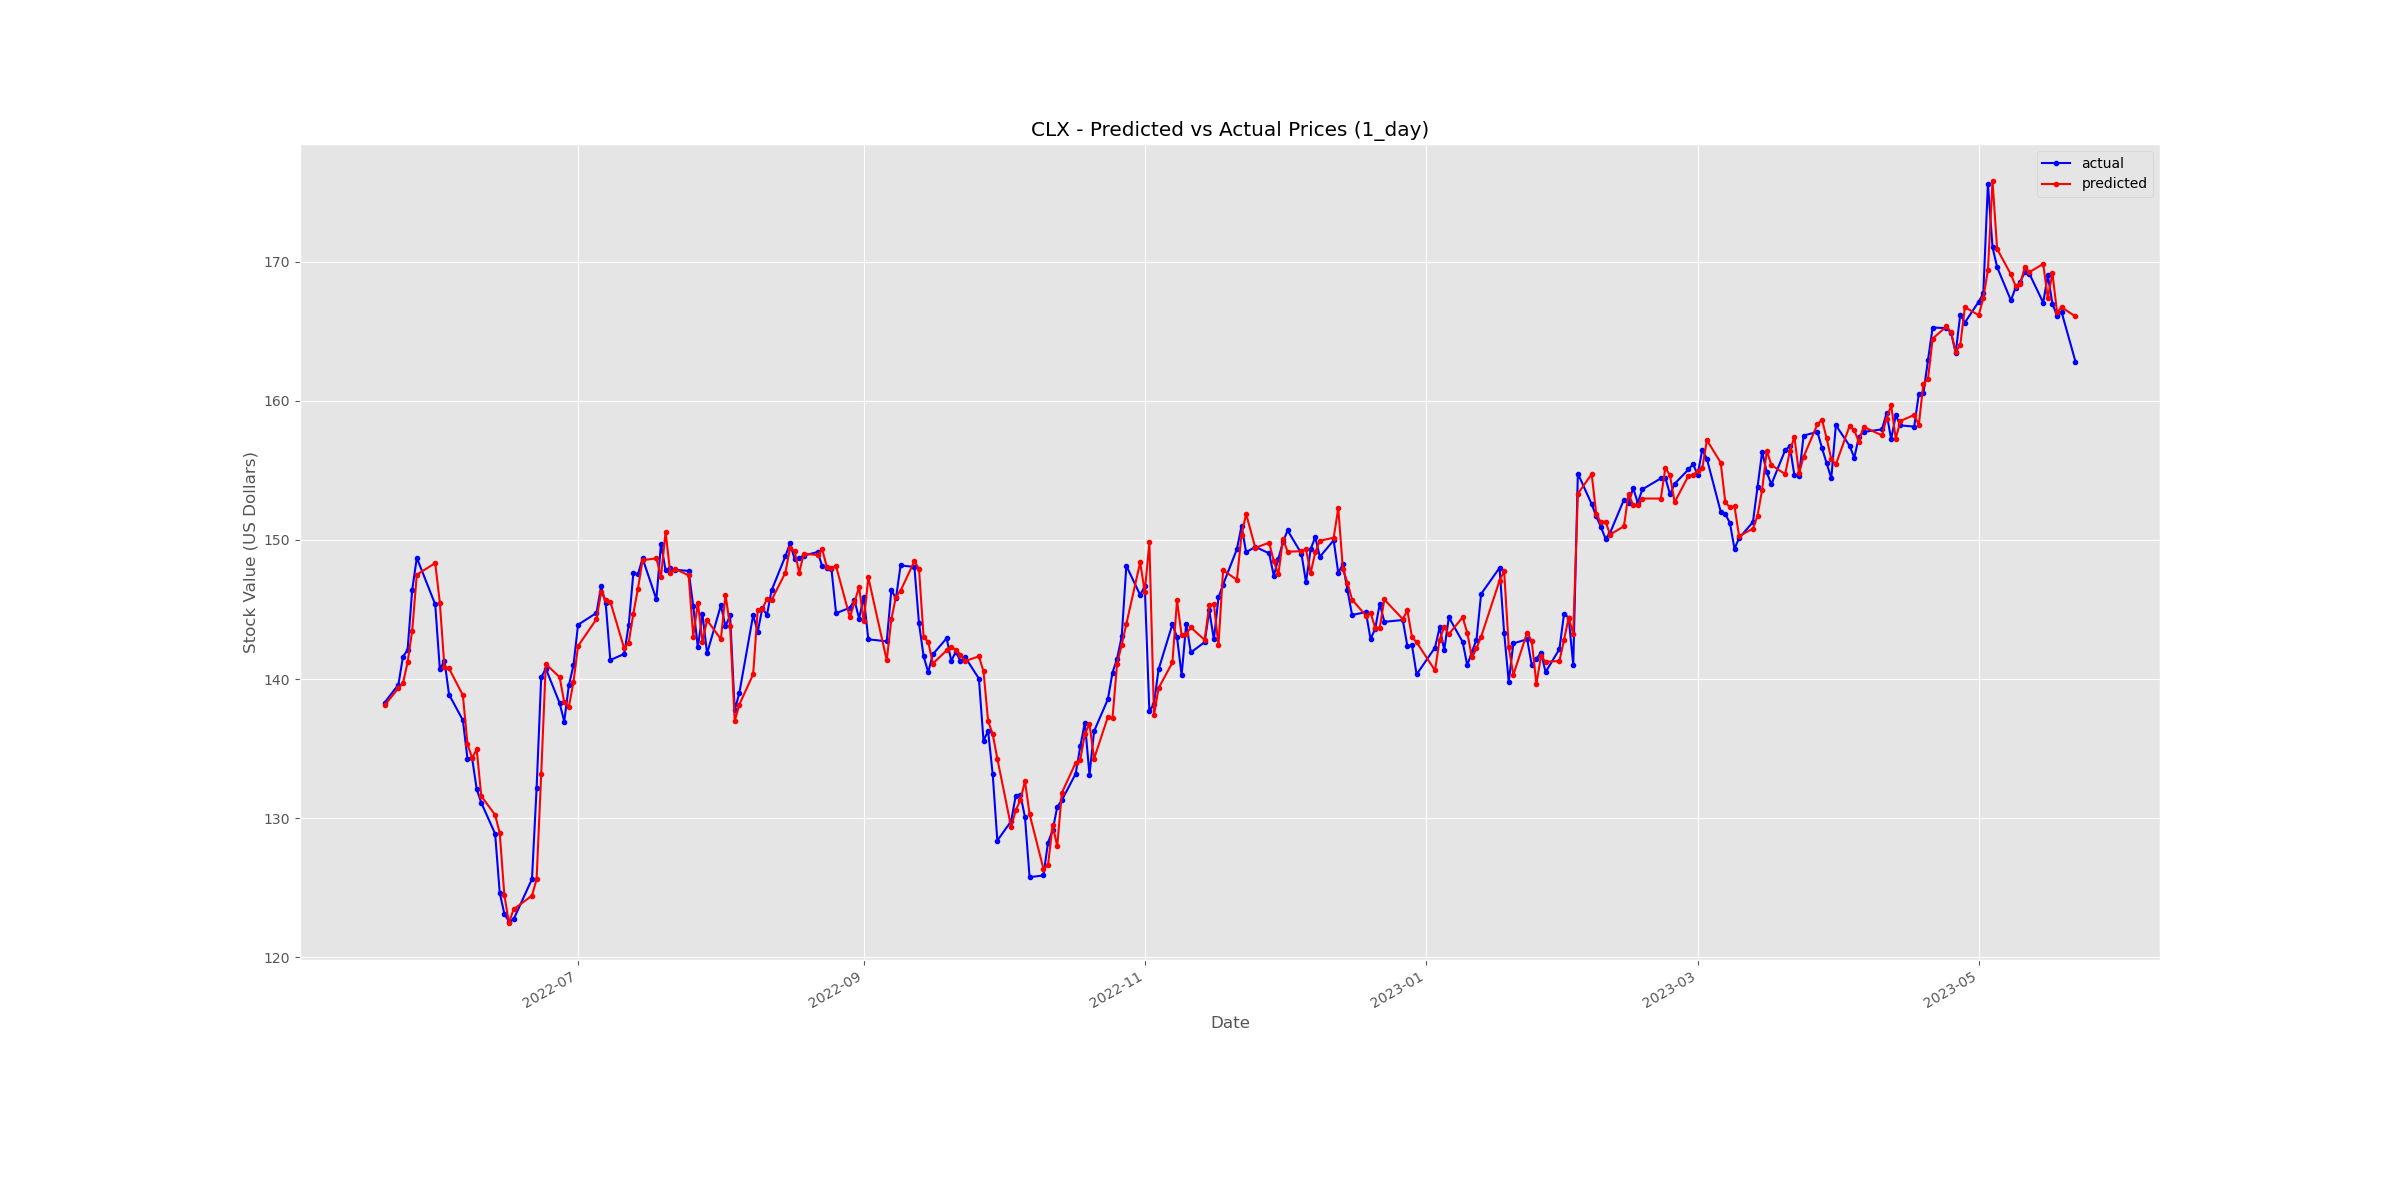 CLX - Predicted vs Actual Prices (1_day)
actual
predicted
Stock Value (US Dollars)
170
160
150
140
130
120
2022-07
2022-09
2022-11
2023-01
2023-03
2023-05
Date